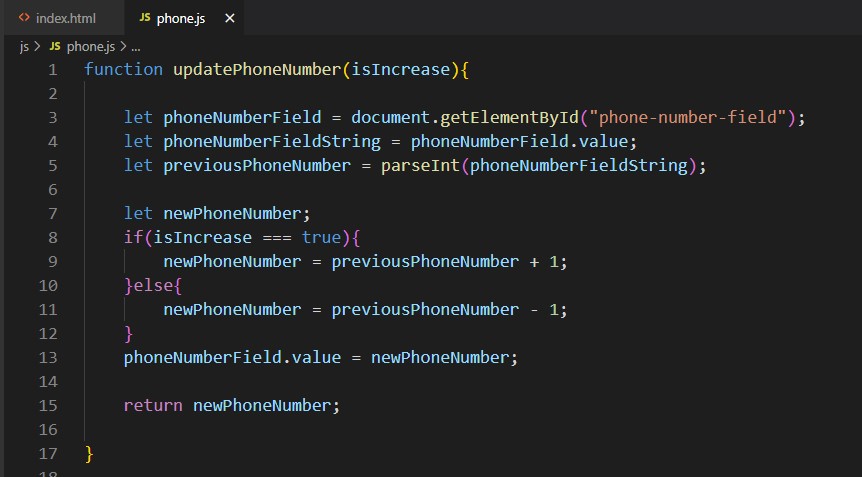 <> index.html JS phone.js ×
js > JS phone.js > ...
1 function updatePhoneNumber(isIncrease){
2
3     let phoneNumberField = document.getElementById("phone-number-field");
4     let phoneNumberFieldString = phoneNumberField.value;
5     let previousPhoneNumber = parseInt(phoneNumberFieldString);
6
7     let newPhoneNumber;
8     if(isIncrease === true){
9         newPhoneNumber = previousPhoneNumber + 1;
10     }else{
11         newPhoneNumber = previousPhoneNumber - 1;
12     }
13     phoneNumberField.value = newPhoneNumber;
14
15     return newPhoneNumber;
16
17 }
18